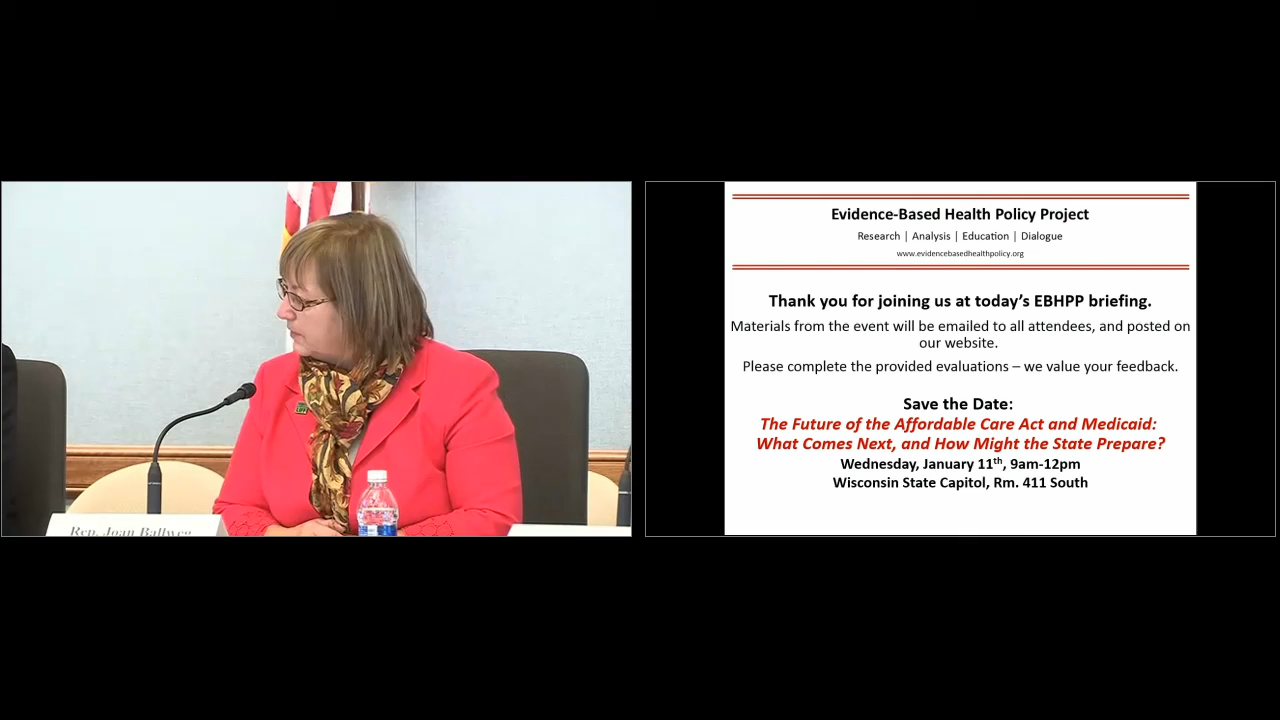 Rep. Joan Ballweg
Evidence-Based Health Policy Project
Research | Analysis | Education | Dialogue
www.evidencebasedhealthpolicy.org
Thank you for joining us at today’s EBHPP briefing.
Materials from the event will be emailed to all attendees, and posted on
our website.
Please complete the provided evaluations – we value your feedback.
Save the Date:
The Future of the Affordable Care Act and Medicaid:
What Comes Next, and How Might the State Prepare?
Wednesday, January 11th, 9am-12pm
Wisconsin State Capitol, Rm. 411 South